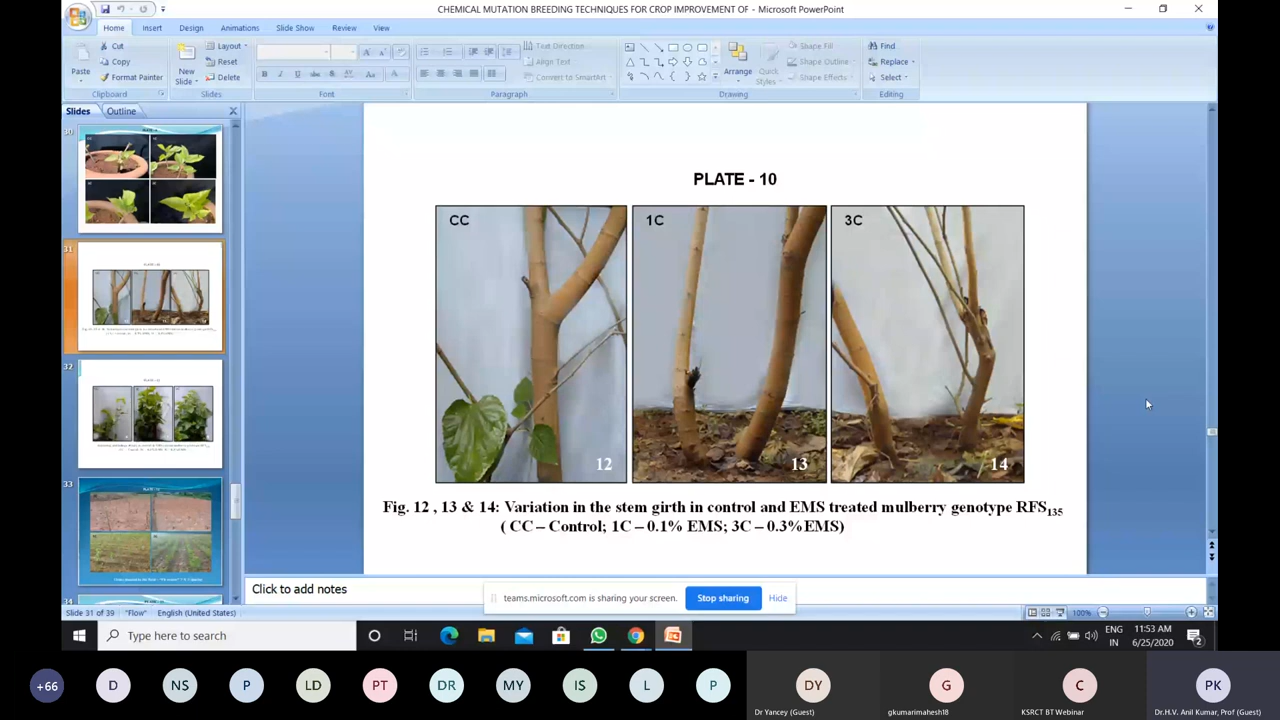 CHEMICAL MUTATION BREEDING TECHNIQUES FOR CROP IMPROVEMENT OF - Microsoft PowerPoint
Home Insert Design Animations Slide Show Review View
Paste
Cut
Copy
Format Painter
Clipboard
New Slide
Layout
Reset
Delete
Slides
Font
Text Direction
Align Text
Convert to SmartArt
Paragraph
Arrange
Quick Styles
Shape Fill
Shape Outline
Shape Effects
Drawing
Find
Replace
Select
Editing
Slides Outline
30
31
32
33
34
PLATE - 10
CC 1C 3C
12 13 14
Fig. 12 , 13 & 14: Variation in the stem girth in control and EMS treated mulberry genotype RFS135
( CC – Control; 1C – 0.1% EMS; 3C – 0.3%EMS)
Click to add notes
teams.microsoft.com is sharing your screen. Stop sharing Hide
Slide 31 of 39 "Flow" English (United States) 100%
Type here to search
ENG
IN
11:53 AM
6/25/2020
2
+66 D NS P LD PT DR MY IS L P DY G C PK
Dr Yancey (Guest) gkumarimahesh18 KSRCT BT Webinar Dr.H.V. Anil Kumar, Prof (Guest)